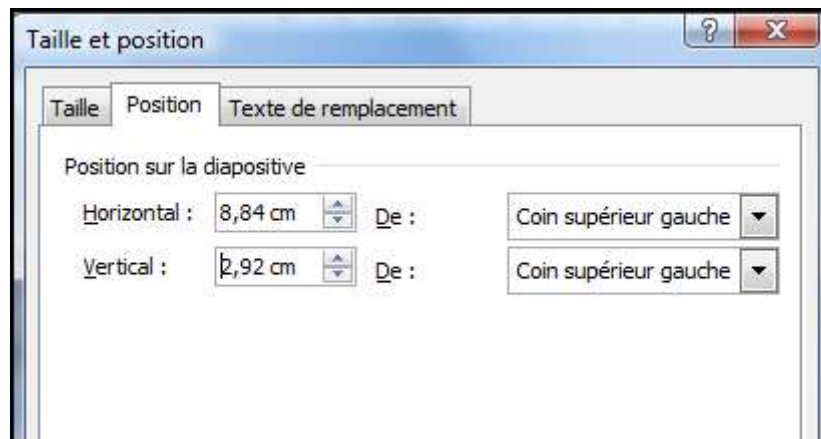 Taille et position
Taille Position Texte de remplacement
Position sur la diapositive
Horizontal : 8,84 cm De : Coin supérieur gauche
Vertical : 2,92 cm De : Coin supérieur gauche